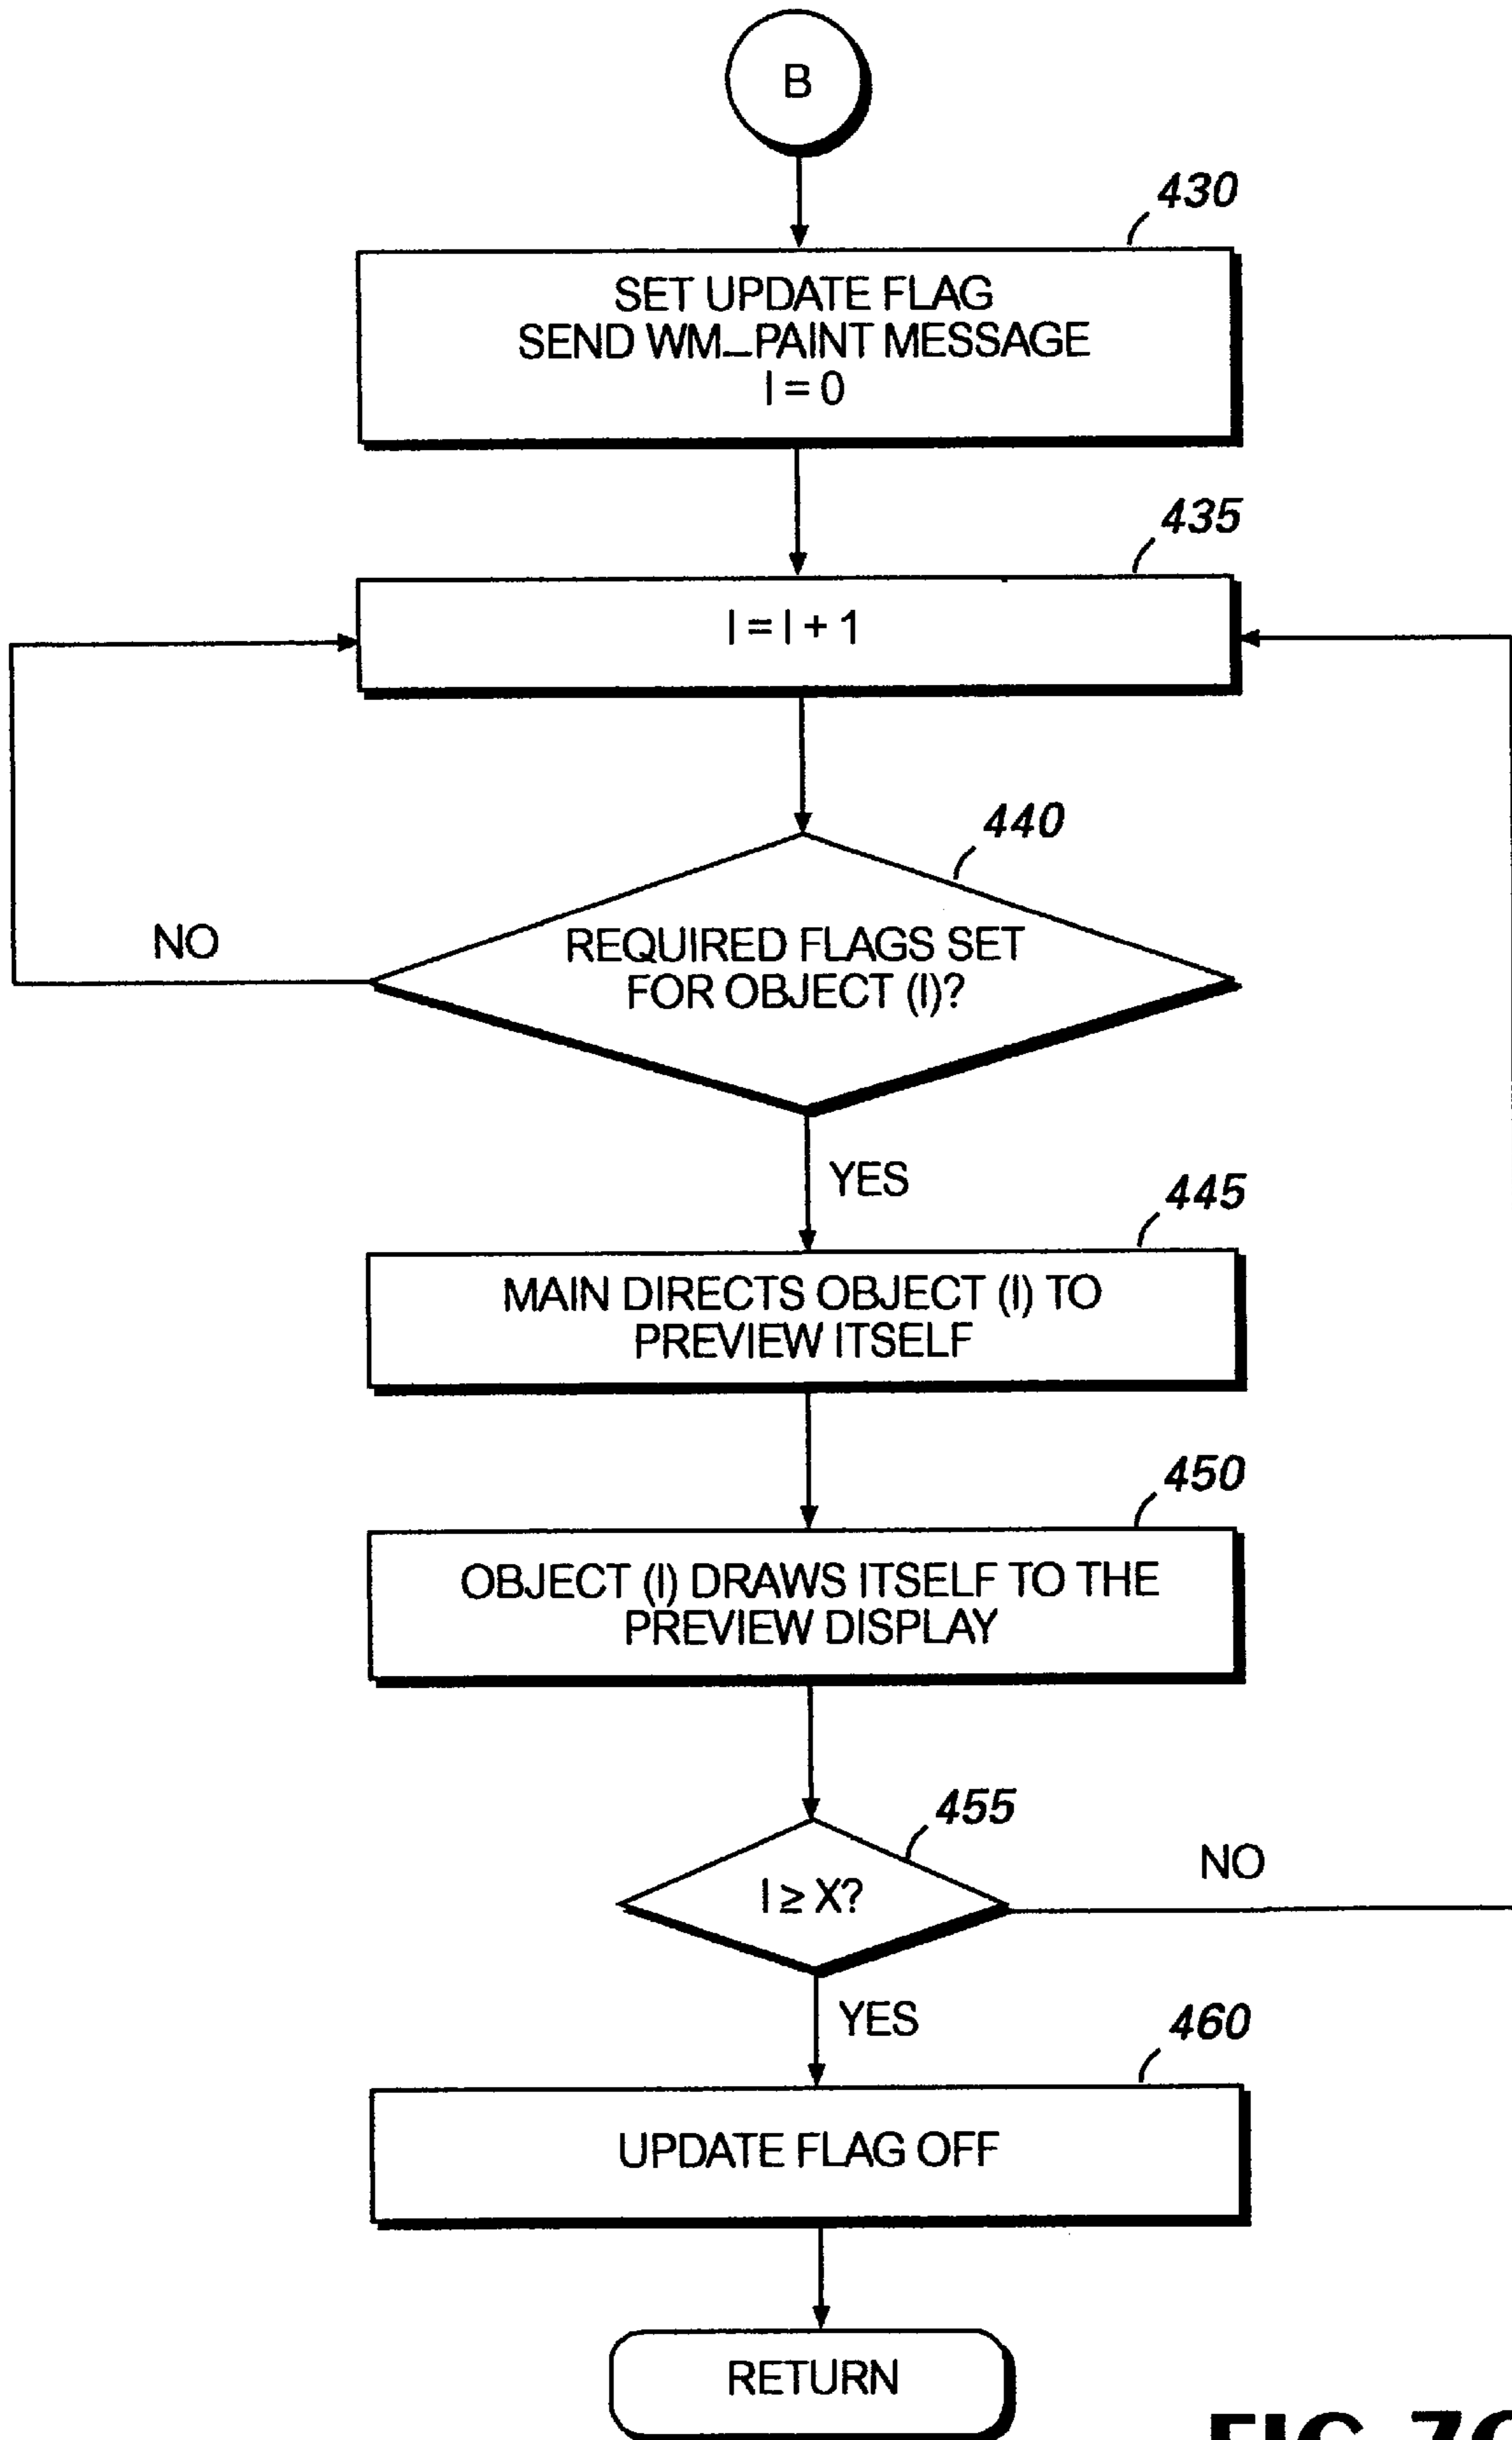 B
430
SET UPDATE FLAG
SEND WM_PAINT MESSAGE
I = 0
435
I = I + 1
440
NO
REQUIRED FLAGS SET
FOR OBJECT (I)?
YES
445
MAIN DIRECTS OBJECT (I) TO
PREVIEW ITSELF
450
OBJECT (I) DRAWS ITSELF TO THE
PREVIEW DISPLAY
455
NO
I ≥ X?
YES
460
UPDATE FLAG OFF
RETURN